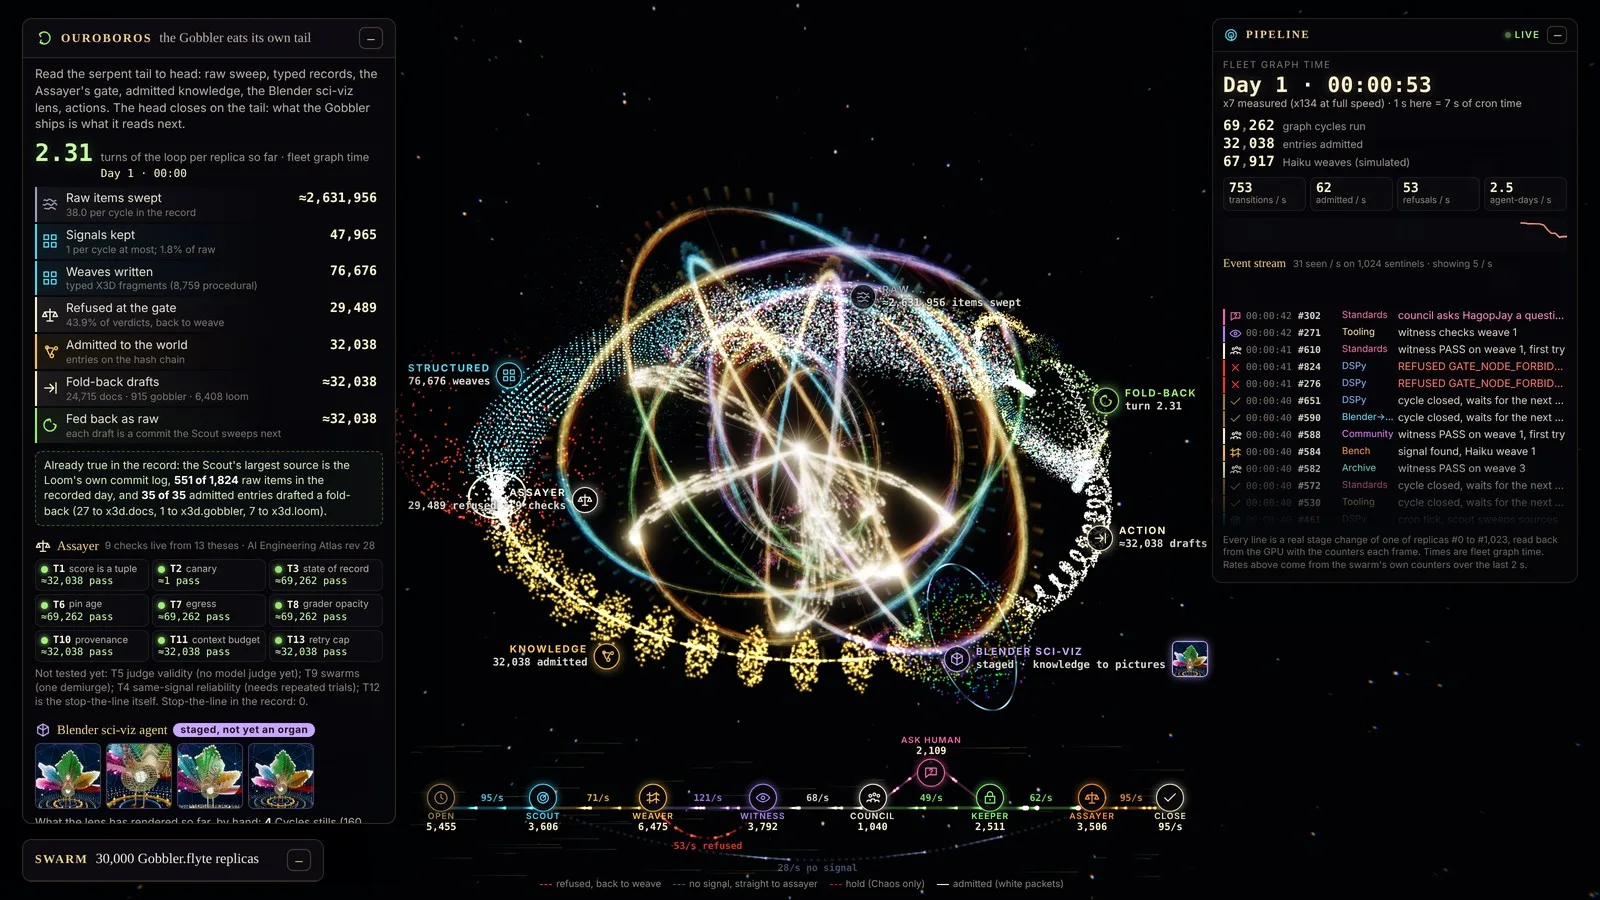 OUROBOROS the Gobbler eats its own tail
Read the serpent tail to head: raw sweep, typed records, the
Assayer's gate, admitted knowledge, the Blender sci-viz
lens, actions. The head closes on the tail: what the Gobbler
ships is what it reads next.
2.31 turns of the loop per replica so far · fleet graph time
Day 1 · 00:00
Raw items swept ≈2,631,956
38.0 per cycle in the record
Signals kept 47,965
1 per cycle at most; 1.8% of raw
Weaves written 76,676
typed X3D fragments (8,759 procedural)
Refused at the gate 29,489
43.9% of verdicts, back to weave
Admitted to the world 32,038
entries on the hash chain
Fold-back drafts ≈32,038
24,715 docs · 915 gobbler · 6,408 loom
Fed back as raw ≈32,038
each draft is a commit the Scout sweeps next
Already true in the record: the Scout's largest source is the
Loom's own commit log, 551 of 1,824 raw items in the
recorded day, and 35 of 35 admitted entries drafted a fold-
back (27 to x3d.docs, 1 to x3d.gobbler, 7 to x3d.loom).
Assayer 9 checks live from 13 theses · AI Engineering Atlas rev 28
T1 score is a tuple
≈32,038 pass
T2 canary
≈1 pass
T3 state of record
≈69,262 pass
T6 pin age
≈69,262 pass
T7 egress
≈69,262 pass
T8 grader opacity
≈69,262 pass
T10 provenance
≈32,038 pass
T11 context budget
≈32,038 pass
T13 retry cap
≈32,038 pass
Not tested yet: T5 judge validity (no model judge yet); T9 swarms
(one demiurge); T4 same-signal reliability (needs repeated trials); T12
is the stop-the-line itself. Stop-the-line in the record: 0.
Blender sci-viz agent staged, not yet an organ
What the lens has rendered so far, by hand: 4 Cycles stills (160
SWARM 30,000 Gobbler.flyte replicas
RAW
≈2,631,956 items swept
STRUCTURED
76,676 weaves
FOLD-BACK
turn 2.31
ASSAYER
29,489 refused · 9 checks
ACTION
≈32,038 drafts
KNOWLEDGE
32,038 admitted
BLENDER SCI-VIZ
staged · knowledge to pictures
ASK HUMAN
2,109
95/s 71/s 121/s 68/s 49/s 62/s 95/s
OPEN SCOUT WEAVER WITNESS COUNCIL KEEPER ASSAYER CLOSE
5,455 3,606 6,475 3,792 1,040 2,511 3,506 95/s
53/s refused
28/s no signal
refused, back to weave no signal, straight to assayer hold (Chaos only) admitted (white packets)
PIPELINE LIVE
FLEET GRAPH TIME
Day 1 · 00:00:53
x7 measured (x134 at full speed) · 1 s here = 7 s of cron time
69,262 graph cycles run
32,038 entries admitted
67,917 Haiku weaves (simulated)
753 62 53 2.5
transitions / s admitted / s refusals / s agent-days / s
Event stream 31 seen / s on 1,024 sentinels · showing 5 / s
00:00:42 #302 Standards council asks HagopJay a questi...
00:00:42 #271 Tooling witness checks weave 1
00:00:41 #610 Standards witness PASS on weave 1, first try
00:00:41 #824 DSPy REFUSED GATE_NODE_FORBID...
00:00:41 #276 DSPy REFUSED GATE_NODE_FORBID...
00:00:40 #651 DSPy cycle closed, waits for the next ...
00:00:40 #590 Blender→... cycle closed, waits for the next ...
00:00:40 #588 Community witness PASS on weave 1, first try
00:00:40 #584 Bench signal found, Haiku weave 1
00:00:40 #582 Archive witness PASS on weave 3
00:00:40 #572 Standards cycle closed, waits for the next ...
00:00:40 #530 Tooling cycle closed, waits for the next ...
00:00:40 #461 DSPy cron tick, scout sweeps sources
Every line is a real stage change of one of replicas #0 to #1,023, read back
from the GPU with the counters each frame. Times are fleet graph time.
Rates above come from the swarm's own counters over the last 2 s.